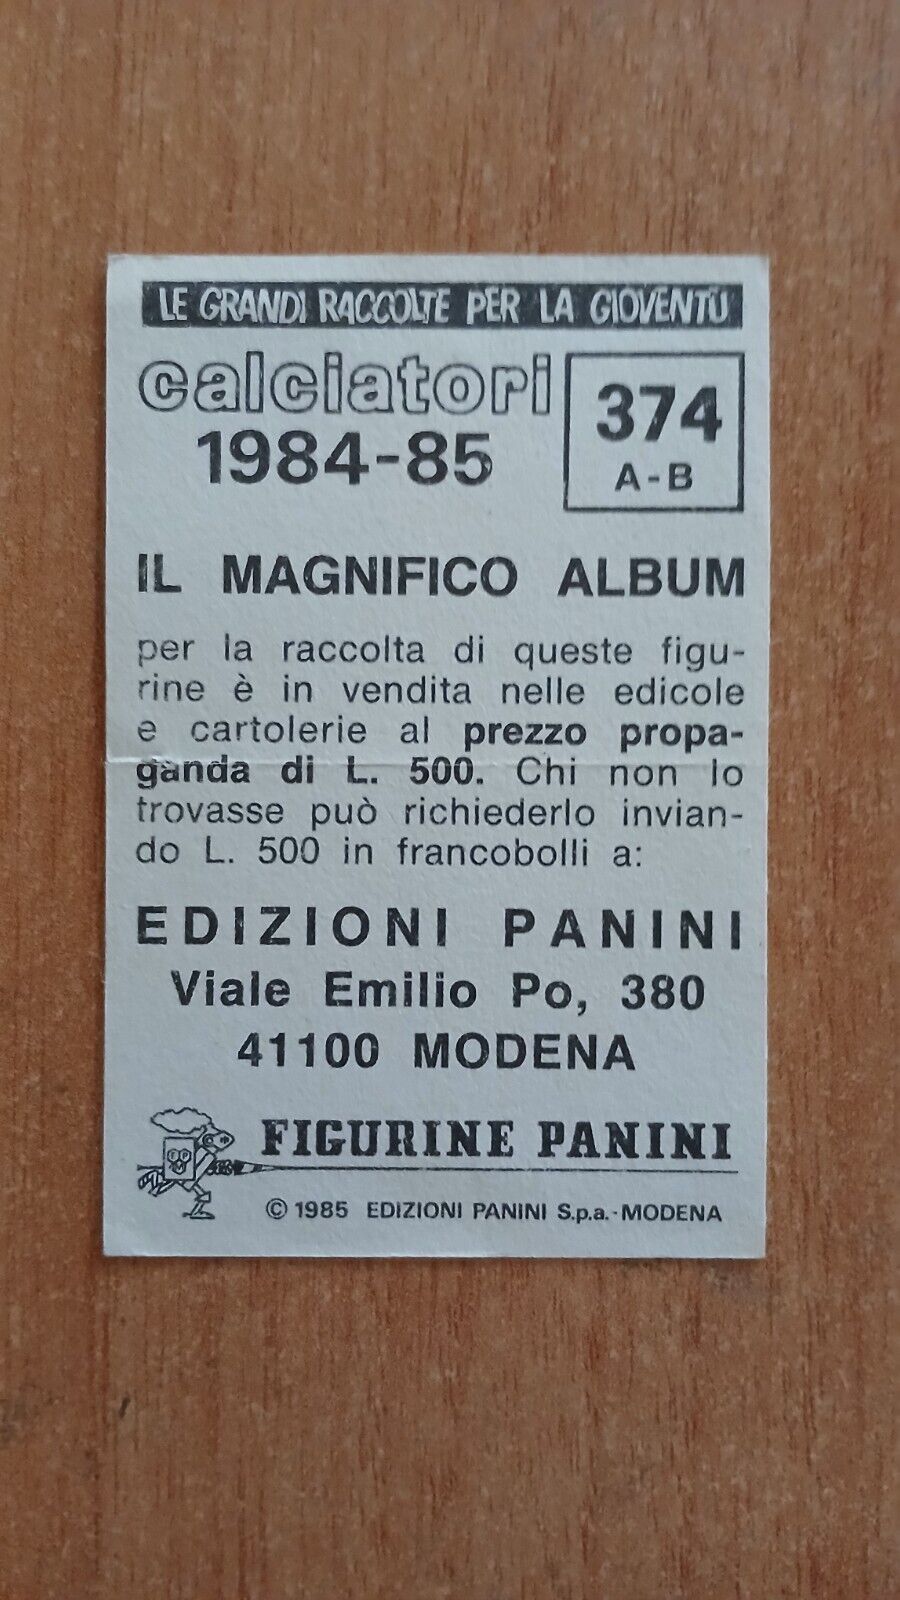 LE GRANDI RACCOLTE PER LA GIOVENTÙ
calciatori
1984-85
374
A-B
IL MAGNIFICO ALBUM
per la raccolta di queste figu-
rine è in vendita nelle edicole
e cartolerie al prezzo propa-
ganda di L. 500. Chi non lo
trovasse può richiederlo invian-
do L. 500 in francobolli a:
EDIZIONI PANINI
Viale Emilio Po, 380
41100 MODENA
FIGURINE PANINI
© 1985 EDIZIONI PANINI S.p.a.-MODENA